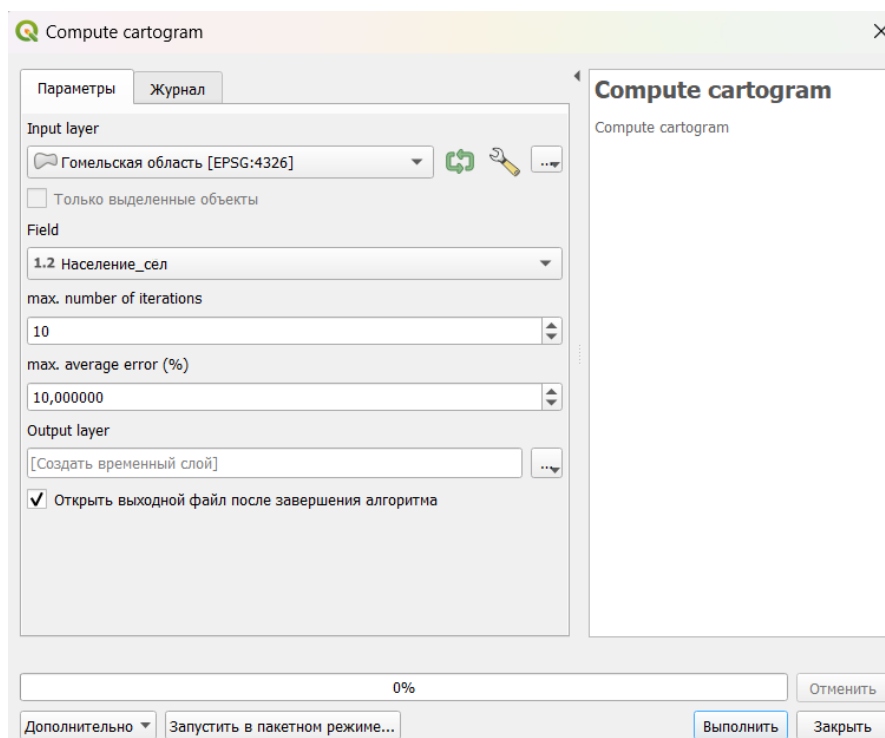 Compute cartogram
Параметры
Журнал
Input layer
Гомельская область [EPSG:4326]
...
Только выделенные объекты
Field
1.2 Население_сел
max. number of iterations
10
max. average error (%)
10,000000
Output layer
[Создать временный слой]
...
Открыть выходной файл после завершения алгоритма
Compute cartogram
Compute cartogram
0%
Отменить
Дополнительно
Запустить в пакетном режиме...
Выполнить
Закрыть